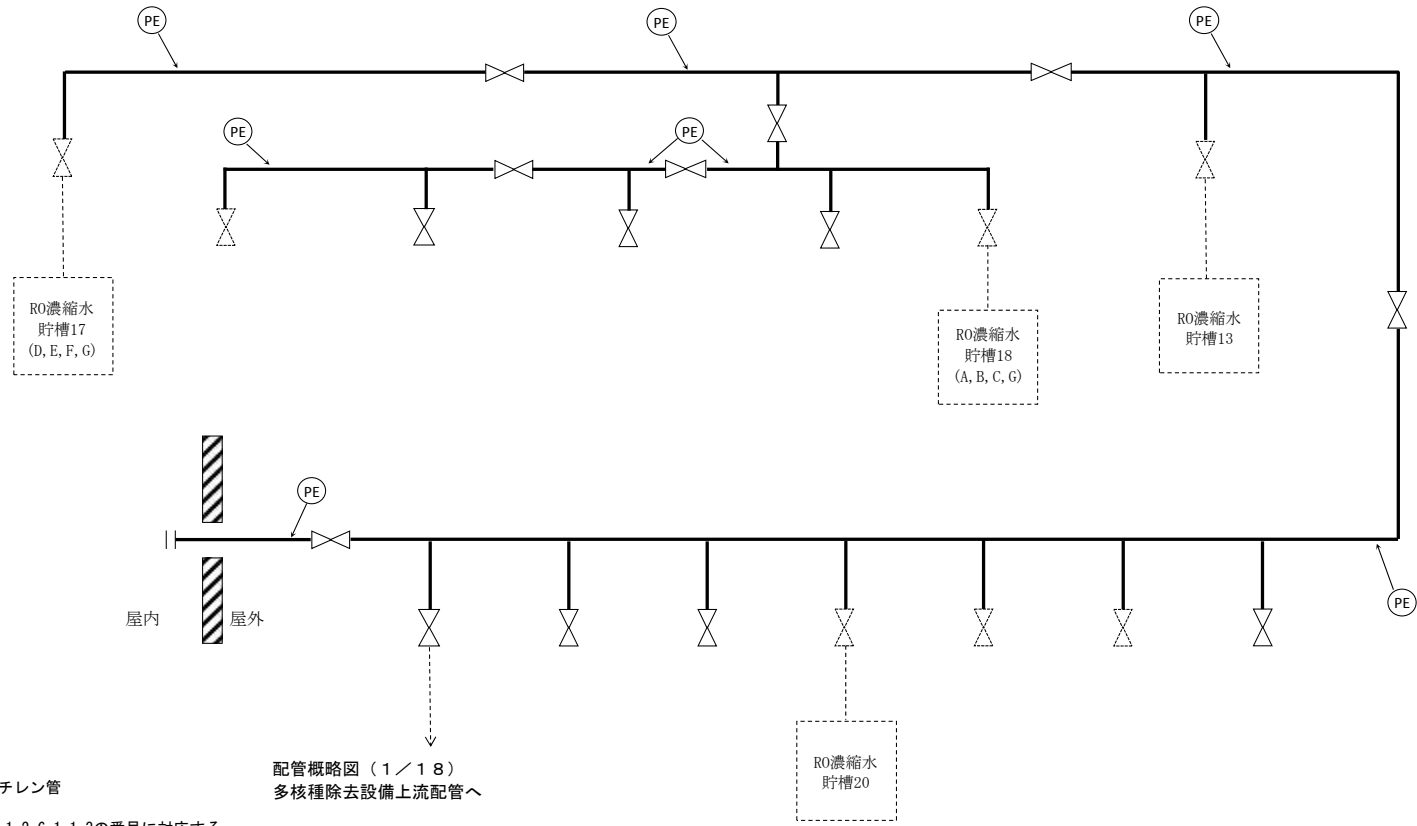 PE
PE
PE
PE
PE
RO濃縮水
貯槽17
(D,E,F,G)
RO濃縮水
貯槽18
(A,B,C,G)
RO濃縮水
貯槽13
PE
PE
屋内
屋外
配管概略図（１／１８）
多核種除去設備上流配管へ
RO濃縮水
貯槽20
チレン管